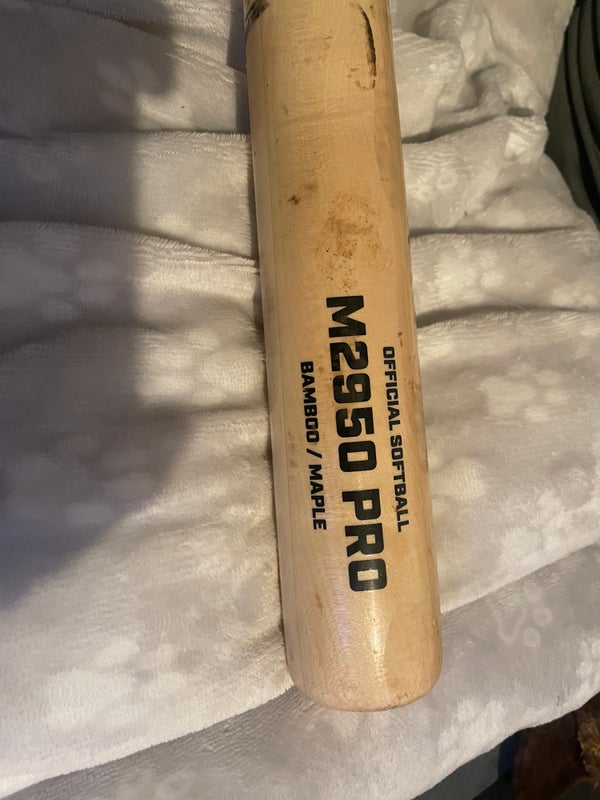 OFFICIAL SOFTBALL
M2950 PRO
BAMBOO / MAPLE